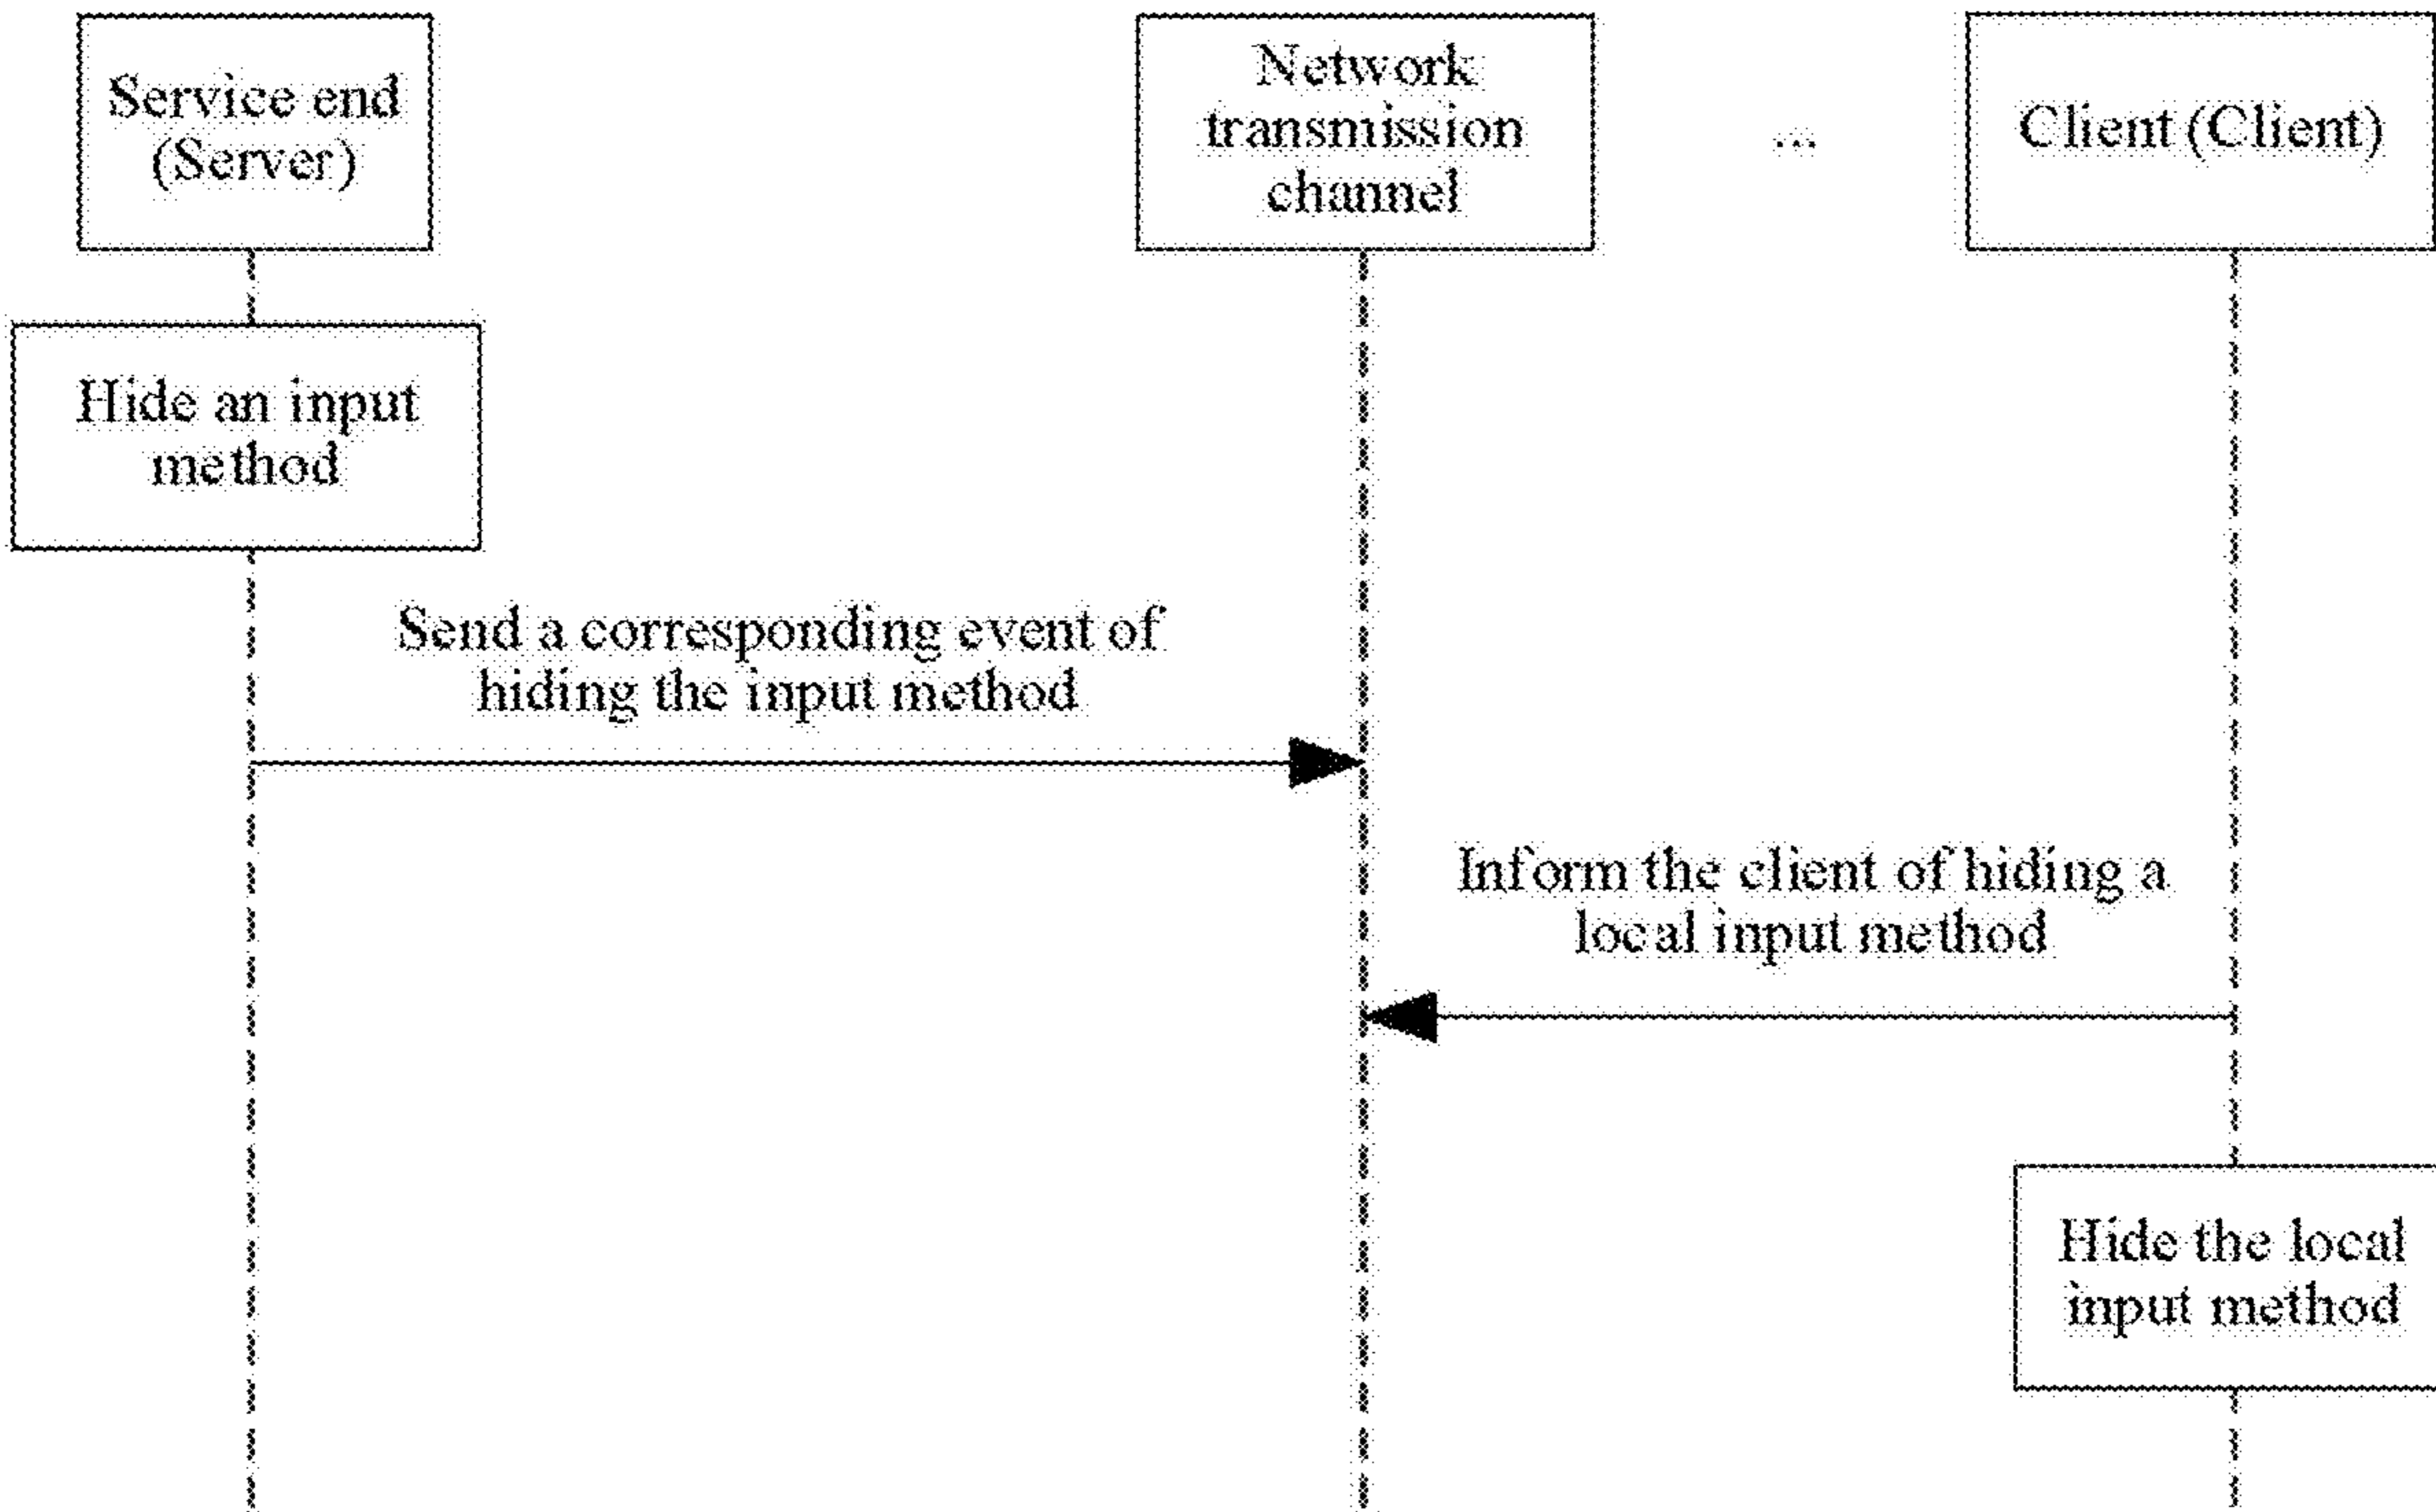 Service end
(Server)
Network
transmission
channel
...
Client (Client)
Hide an input
method
Send a corresponding event of
hiding the input method
Inform the client of hiding a
local input method
Hide the local
input method